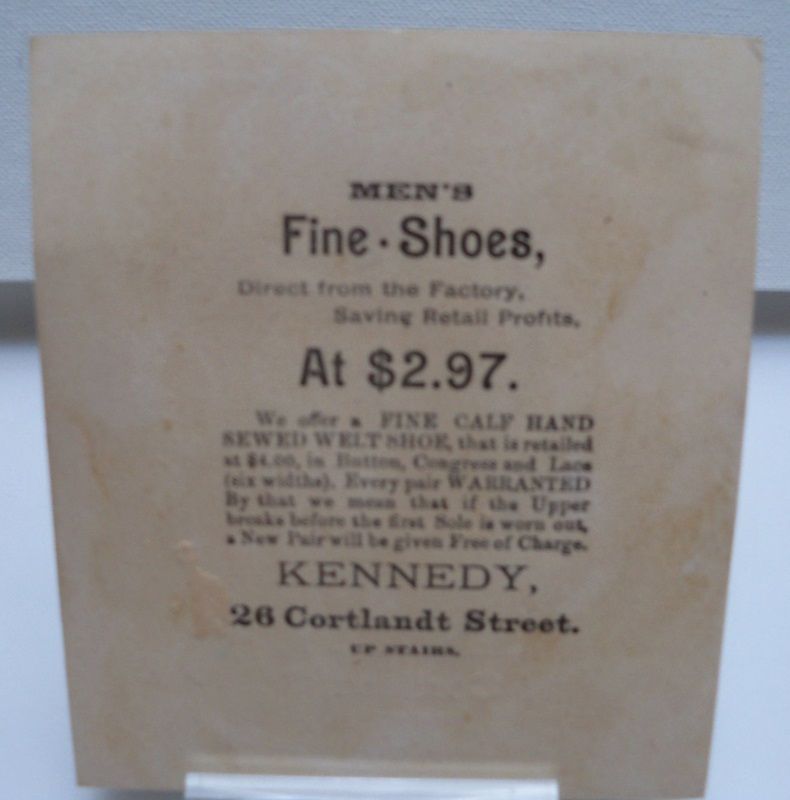 MEN'S
Fine · Shoes,
Direct from the Factory,
Saving Retail Profits,
At $2.97.
We offer a FINE CALF HAND
SEWED WELT SHOE, that is retailed
at $4.00, in Button, Congress and Lace
(six widths). Every pair WARRANTED
By that we mean that if the Upper
breaks before the first Sole is worn out,
a New Pair will be given Free of Charge.
KENNEDY,
26 Cortlandt Street.
UP STAIRS.